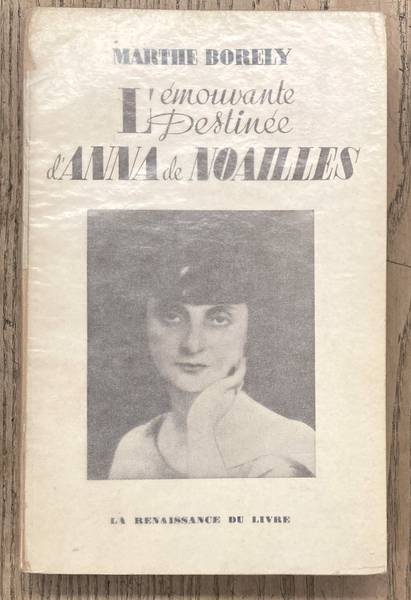 MARTHE BORELY
L'émouvante
Destinée
d'ANNA de NOAILLES
LA RENAISSANCE DU LIVRE